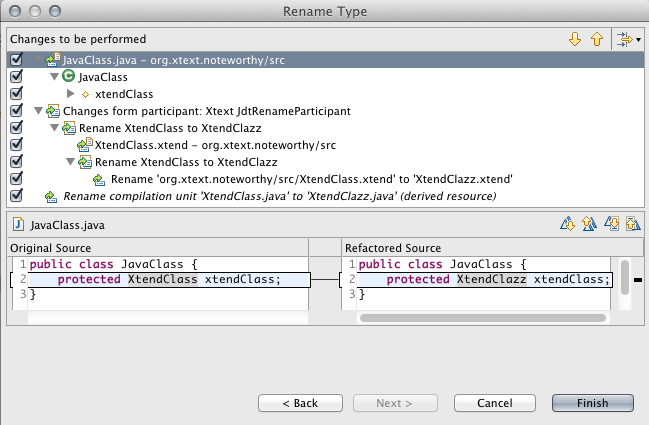 Rename Type
Changes to be performed
JavaClass.java – org.xtext.noteworthy/src
JavaClass
xtendClass
Changes form participant: Xtext JdtRenameParticipant
Rename XtendClass to XtendClazz
XtendClass.xtend – org.xtext.noteworthy/src
Rename XtendClass to XtendClazz
Rename 'org.xtext.noteworthy/src/XtendClass.xtend' to 'XtendClazz.xtend'
Rename compilation unit 'XtendClass.java' to 'XtendClazz.java' (derived resource)
JavaClass.java
Original Source
1 public class JavaClass {
2 protected XtendClass xtendClass;
3 }
Refactored Source
1 public class JavaClass {
2 protected XtendClazz xtendClass;
3 }
< Back
Next >
Cancel
Finish